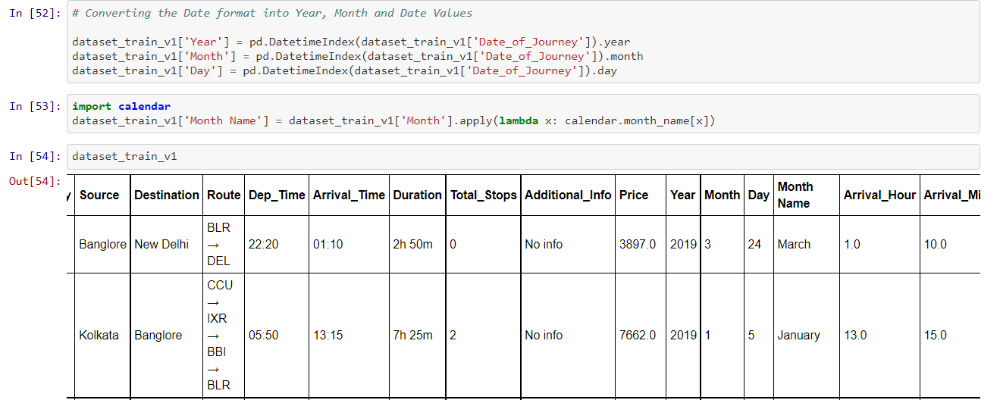 In [52]: # Converting the Date format into Year, Month and Date Values
dataset_train_v1['Year'] = pd.DatetimeIndex(dataset_train_v1['Date_of_Journey']).year
dataset_train_v1['Month'] = pd.DatetimeIndex(dataset_train_v1['Date_of_Journey']).month
dataset_train_v1['Day'] = pd.DatetimeIndex(dataset_train_v1['Date_of_Journey']).day
In [53]: import calendar
dataset_train_v1['Month Name'] = dataset_train_v1['Month'].apply(lambda x: calendar.month_name[x])
In [54]: dataset_train_v1
Out[54]:
y Source Destination Route Dep_Time Arrival_Time Duration Total_Stops Additional_Info Price Year Month Day Month Name Arrival_Hour Arrival_Mi
Banglore New Delhi BLR → DEL 22:20 01:10 2h 50m 0 No info 3897.0 2019 3 24 March 1.0 10.0
Kolkata Banglore CCU → IXR → BBI → BLR 05:50 13:15 7h 25m 2 No info 7662.0 2019 1 5 January 13.0 15.0